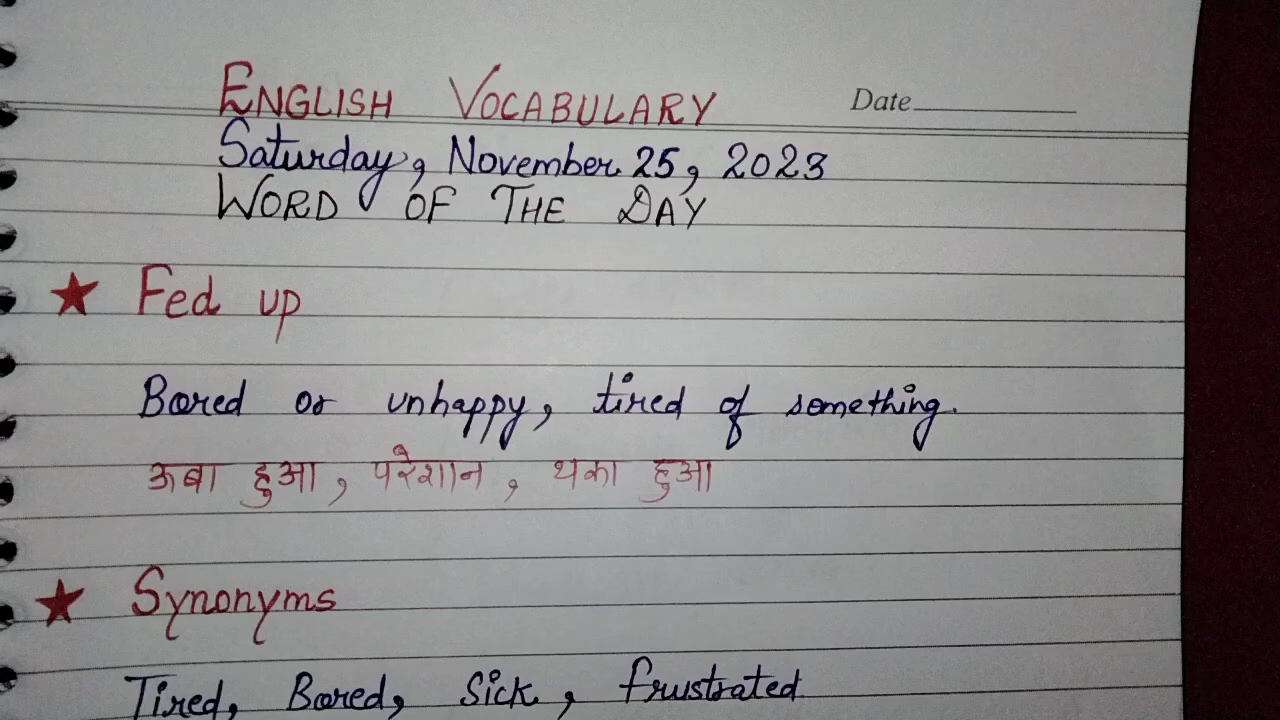 ENGLISH VOCABULARY Date
Saturday, November 25, 2023
WORD OF THE DAY
★ Fed up
Bored or unhappy, tired of something.
ऊबा हुआ, परेशान, थका हुआ
★ Synonyms
Tired, Bored, Sick, frustrated